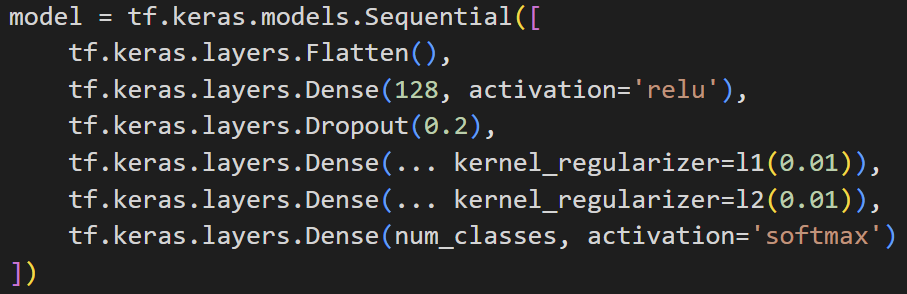 model = tf.keras.models.Sequential([
    tf.keras.layers.Flatten(),
    tf.keras.layers.Dense(128, activation='relu'),
    tf.keras.layers.Dropout(0.2),
    tf.keras.layers.Dense(... kernel_regularizer=l1(0.01)),
    tf.keras.layers.Dense(... kernel_regularizer=l2(0.01)),
    tf.keras.layers.Dense(num_classes, activation='softmax')
])